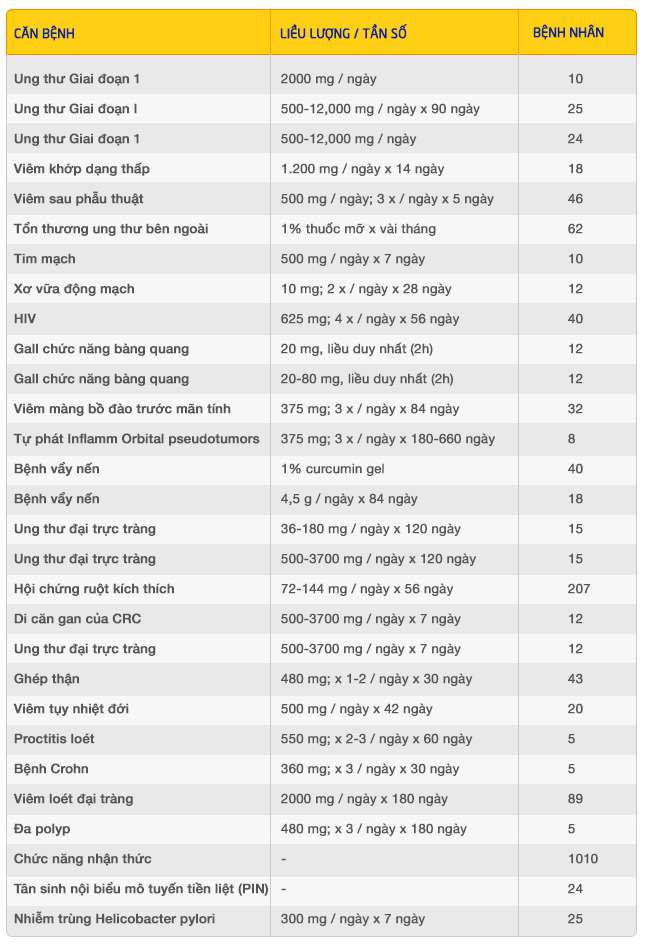 CĂN BỆNH LIỀU LƯỢNG / TẦN SỐ BỆNH NHÂN
Ung thư Giai đoạn 1 2000 mg / ngày 10
Ung thư Giai đoạn I 500-12,000 mg / ngày x 90 ngày 25
Ung thư Giai đoạn 1 500-12,000 mg / ngày 24
Viêm khớp dạng thấp 1.200 mg / ngày x 14 ngày 18
Viêm sau phẫu thuật 500 mg / ngày; 3 x / ngày x 5 ngày 46
Tổn thương ung thư bên ngoài 1% thuốc mỡ x vài tháng 62
Tim mạch 500 mg / ngày x 7 ngày 10
Xơ vữa động mạch 10 mg; 2 x / ngày x 28 ngày 12
HIV 625 mg; 4 x / ngày x 56 ngày 40
Gall chức năng bàng quang 20 mg, liều duy nhất (2h) 12
Gall chức năng bàng quang 20-80 mg, liều duy nhất (2h) 12
Viêm màng bồ đào trước mãn tính 375 mg; 3 x / ngày x 84 ngày 32
Tự phát Inflamm Orbital pseudotumors 375 mg; 3 x / ngày x 180-660 ngày 8
Bệnh vẩy nến 1% curcumin gel 40
Bệnh vẩy nến 4,5 g / ngày x 84 ngày 18
Ung thư đại trực tràng 36-180 mg / ngày x 120 ngày 15
Ung thư đại trực tràng 500-3700 mg / ngày x 120 ngày 15
Hội chứng ruột kích thích 72-144 mg / ngày x 56 ngày 207
Di căn gan của CRC 500-3700 mg / ngày x 7 ngày 12
Ung thư đại trực tràng 500-3700 mg / ngày x 7 ngày 12
Ghép thận 480 mg; x 1-2 / ngày x 30 ngày 43
Viêm tụy nhiệt đới 500 mg / ngày x 42 ngày 20
Proctitis loét 550 mg; x 2-3 / ngày x 60 ngày 5
Bệnh Crohn 360 mg; x 3 / ngày x 30 ngày 5
Viêm loét đại tràng 2000 mg / ngày x 180 ngày 89
Đa polyp 480 mg; x 3 / ngày x 180 ngày 5
Chức năng nhận thức - 1010
Tân sinh nội biểu mô tuyến tiền liệt (PIN) - 24
Nhiễm trùng Helicobacter pylori 300 mg / ngày x 7 ngày 25